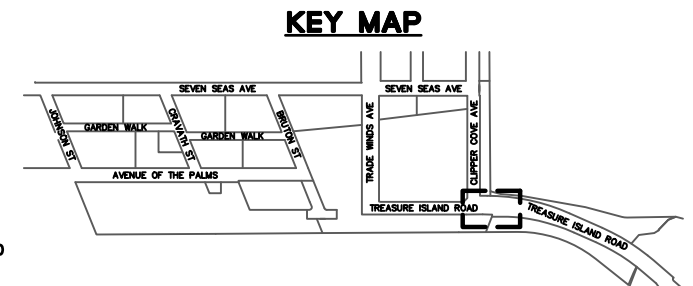 KEY MAP
SEVEN SEAS AVE
SEVEN SEAS AVE
JOHNSON ST
GARDEN WALK
CRAVATH ST
GARDEN WALK
BRUTON ST
TRADE WINDS AVE
CLIPPER COVE AVE
AVENUE OF THE PALMS
TREASURE ISLAND ROAD
TREASURE ISLAND ROAD